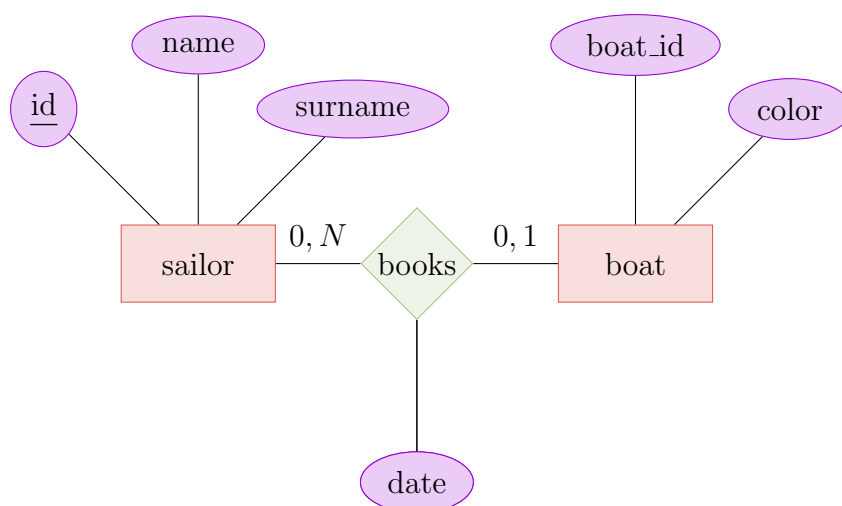 name
boat_id
id
surname
color
0, N
0, 1
sailor
books
boat
date